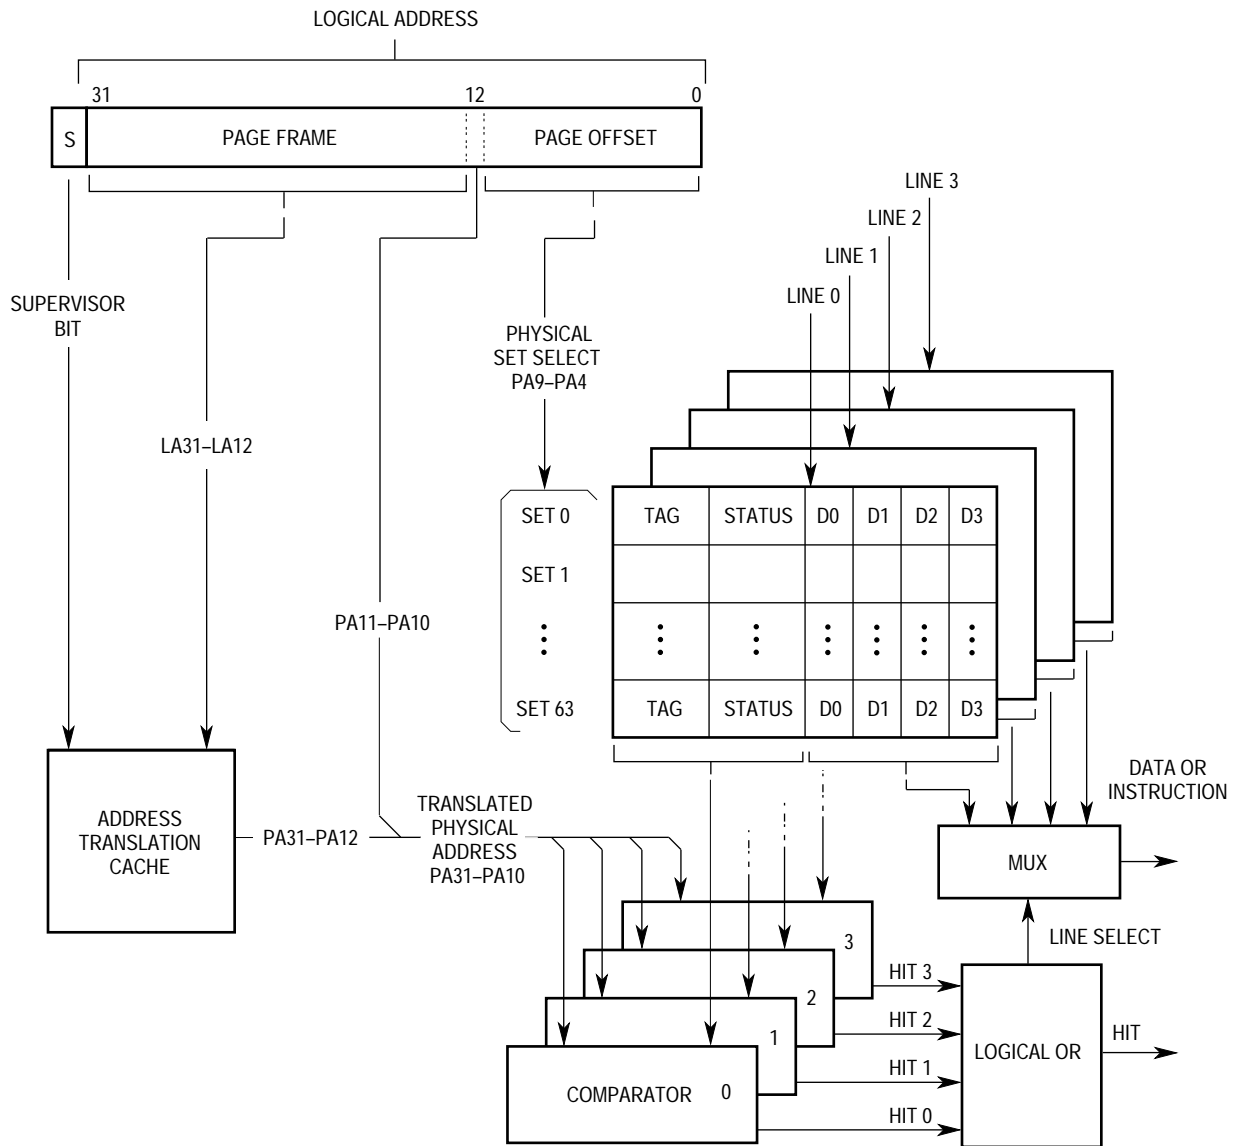 LOGICAL ADDRESS
31 12 0
S PAGE FRAME PAGE OFFSET
LINE 3
LINE 2
LINE 1
LINE 0
SUPERVISOR
BIT
PHYSICAL
SET SELECT
PA9–PA4
LA31–LA12
SET 0 TAG STATUS D0 D1 D2 D3
SET 1
PA11–PA10
SET 63 TAG STATUS D0 D1 D2 D3
ADDRESS
TRANSLATION
CACHE
PA31–PA12
TRANSLATED
PHYSICAL
ADDRESS
PA31–PA10
DATA OR
INSTRUCTION
MUX
LINE SELECT
3
2
1
COMPARATOR 0
HIT 3
HIT 2
HIT 1
HIT 0
LOGICAL OR
HIT